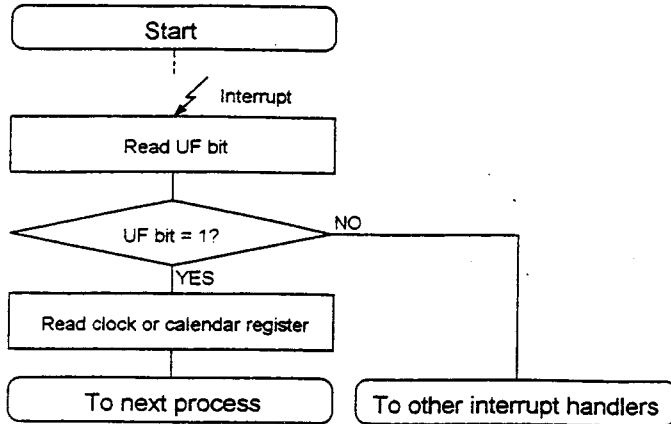 Start
Interrupt
Read UF bit
UF bit = 1?
NO
YES
Read clock or calendar register
To next process
To other interrupt handlers